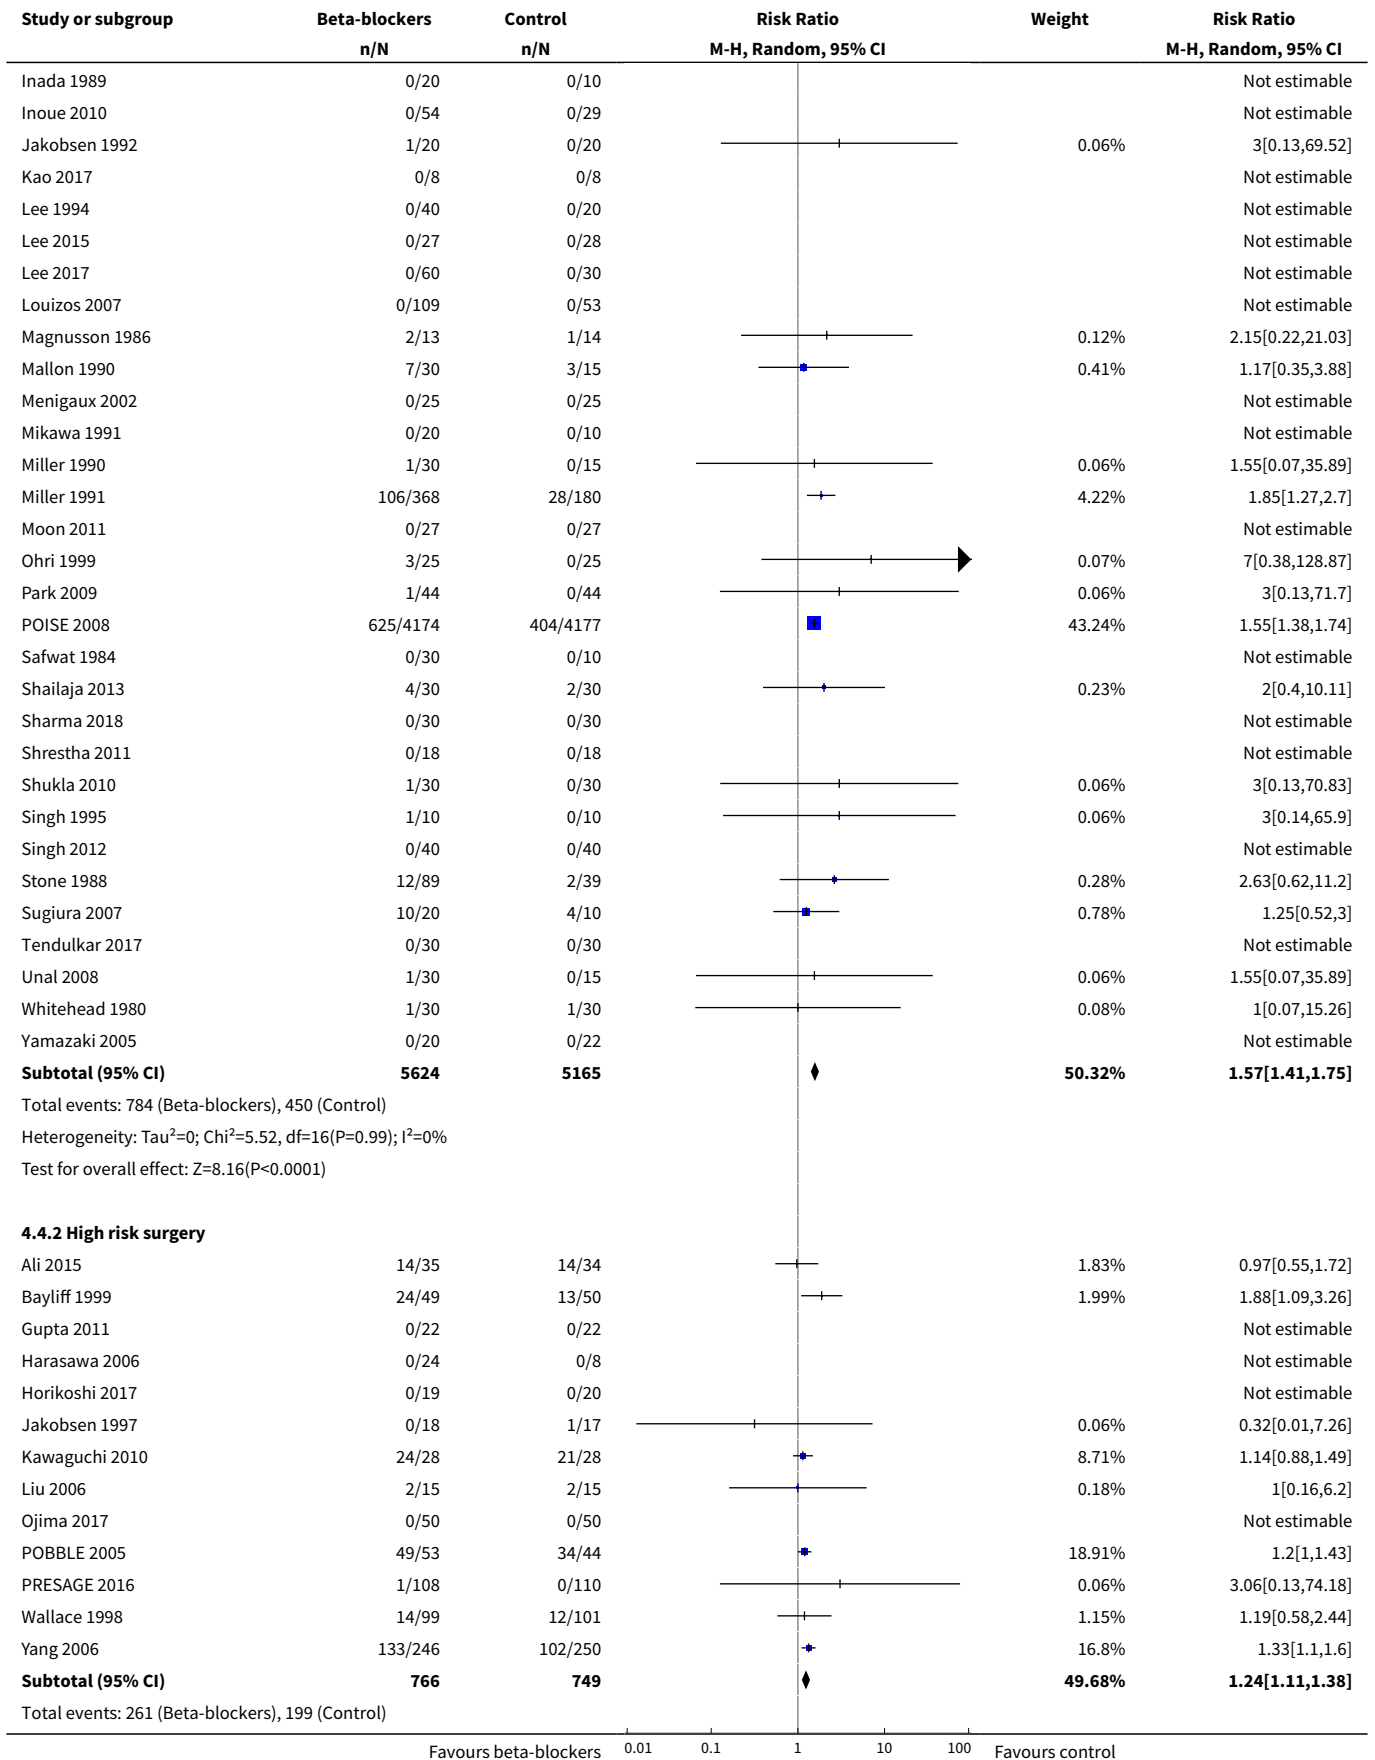 Study or subgroup Beta-blockers Control Risk Ratio Weight Risk Ratio
n/N n/N M-H, Random, 95% CI M-H, Random, 95% CI
Inada 1989 0/20 0/10 Not estimable
Inoue 2010 0/54 0/29 Not estimable
Jakobsen 1992 1/20 0/20 0.06% 3[0.13,69.52]
Kao 2017 0/8 0/8 Not estimable
Lee 1994 0/40 0/20 Not estimable
Lee 2015 0/27 0/28 Not estimable
Lee 2017 0/60 0/30 Not estimable
Louizos 2007 0/109 0/53 Not estimable
Magnusson 1986 2/13 1/14 0.12% 2.15[0.22,21.03]
Mallon 1990 7/30 3/15 0.41% 1.17[0.35,3.88]
Menigaux 2002 0/25 0/25 Not estimable
Mikawa 1991 0/20 0/10 Not estimable
Miller 1990 1/30 0/15 0.06% 1.55[0.07,35.89]
Miller 1991 106/368 28/180 4.22% 1.85[1.27,2.7]
Moon 2011 0/27 0/27 Not estimable
Ohri 1999 3/25 0/25 0.07% 7[0.38,128.87]
Park 2009 1/44 0/44 0.06% 3[0.13,71.7]
POISE 2008 625/4174 404/4177 43.24% 1.55[1.38,1.74]
Safwat 1984 0/30 0/10 Not estimable
Shailaja 2013 4/30 2/30 0.23% 2[0.4,10.11]
Sharma 2018 0/30 0/30 Not estimable
Shrestha 2011 0/18 0/18 Not estimable
Shukla 2010 1/30 0/30 0.06% 3[0.13,70.83]
Singh 1995 1/10 0/10 0.06% 3[0.14,65.9]
Singh 2012 0/40 0/40 Not estimable
Stone 1988 12/89 2/39 0.28% 2.63[0.62,11.2]
Sugiura 2007 10/20 4/10 0.78% 1.25[0.52,3]
Tendulkar 2017 0/30 0/30 Not estimable
Unal 2008 1/30 0/15 0.06% 1.55[0.07,35.89]
Whitehead 1980 1/30 1/30 0.08% 1[0.07,15.26]
Yamazaki 2005 0/20 0/22 Not estimable
Subtotal (95% CI) 5624 5165 50.32% 1.57[1.41,1.75]
Total events: 784 (Beta-blockers), 450 (Control)
Heterogeneity: Tau²=0; Chi²=5.52, df=16(P=0.99); I²=0%
Test for overall effect: Z=8.16(P<0.0001)
4.4.2 High risk surgery
Ali 2015 14/35 14/34 1.83% 0.97[0.55,1.72]
Bayliff 1999 24/49 13/50 1.99% 1.88[1.09,3.26]
Gupta 2011 0/22 0/22 Not estimable
Harasawa 2006 0/24 0/8 Not estimable
Horikoshi 2017 0/19 0/20 Not estimable
Jakobsen 1997 0/18 1/17 0.06% 0.32[0.01,7.26]
Kawaguchi 2010 24/28 21/28 8.71% 1.14[0.88,1.49]
Liu 2006 2/15 2/15 0.18% 1[0.16,6.2]
Ojima 2017 0/50 0/50 Not estimable
POBBLE 2005 49/53 34/44 18.91% 1.2[1,1.43]
PRESAGE 2016 1/108 0/110 0.06% 3.06[0.13,74.18]
Wallace 1998 14/99 12/101 1.15% 1.19[0.58,2.44]
Yang 2006 133/246 102/250 16.8% 1.33[1.1,1.6]
Subtotal (95% CI) 766 749 49.68% 1.24[1.11,1.38]
Total events: 261 (Beta-blockers), 199 (Control)
Favours beta-blockers 0.01 0.1 1 10 100 Favours control